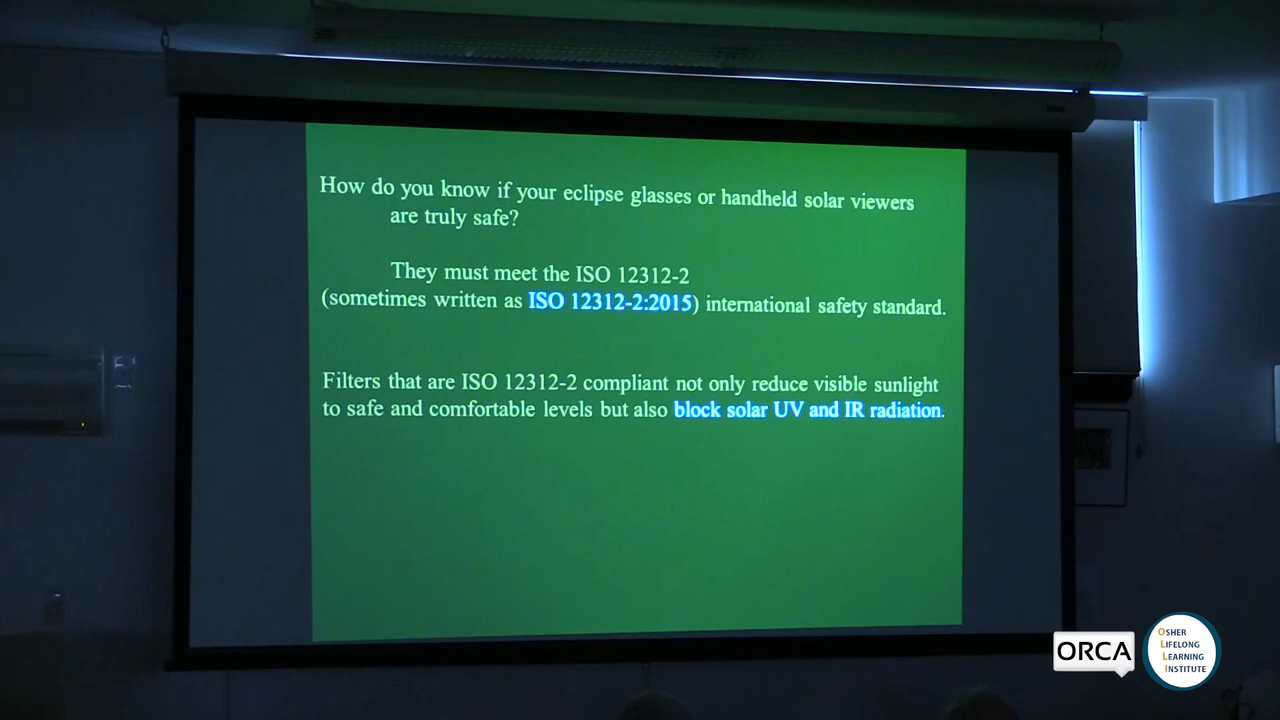 How do you know if your eclipse glasses or handheld solar viewers
are truly safe?
They must meet the ISO 12312-2
(sometimes written as ISO 12312-2:2015) international safety standard.
Filters that are ISO 12312-2 compliant not only reduce visible sunlight
to safe and comfortable levels but also block solar UV and IR radiation.
ORCA
OSHER
LIFELONG
LEARNING
INSTITUTE